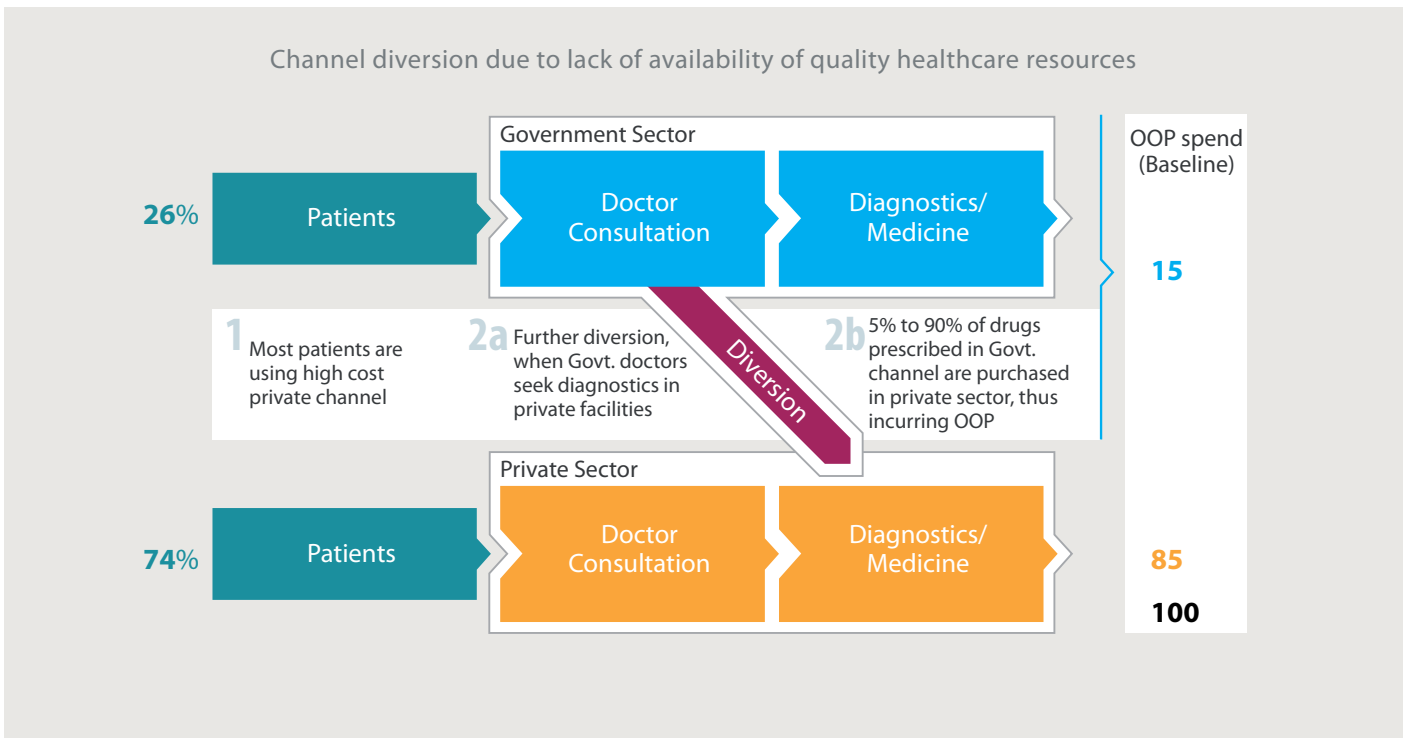 Channel diversion due to lack of availability of quality healthcare resources
Government Sector
26%
Patients
Doctor
Consultation
Diagnostics/
Medicine
OOP spend
(Baseline)
15
1
Most patients are
using high cost
private channel
2a
Further diversion,
when Govt. doctors
seek diagnostics in
private facilities
Diversion
2b
5% to 90% of drugs
prescribed in Govt.
channel are purchased
in private sector, thus
incurring OOP
Private Sector
74%
Patients
Doctor
Consultation
Diagnostics/
Medicine
85
100